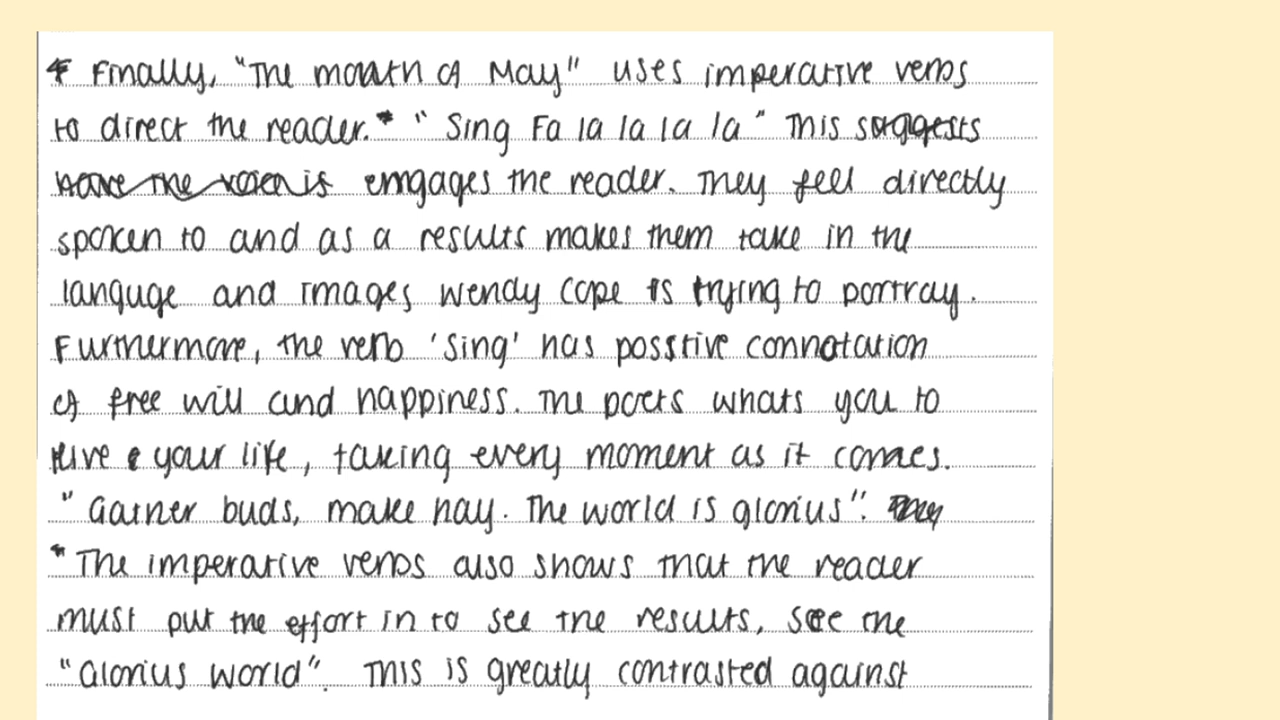 Finally, "The month of May" uses imperative verbs
to direct the reader.* " Sing Fa la la la la " This suggests
have the is engages the reader. They feel directly
spoken to and as a results makes them take in the
languge and images Wendy Cope is trying to portray.
Furthermore, the verb 'Sing' has positive connotation
of free will and happiness. The poets whats you to
live your life, taking every moment as it comes.
" Gather buds, make hay. The world is glorius".
*The imperative verbs also shows that the reader
must put the effort in to see the results, see the
"Glorius world". This is greatly contrasted against